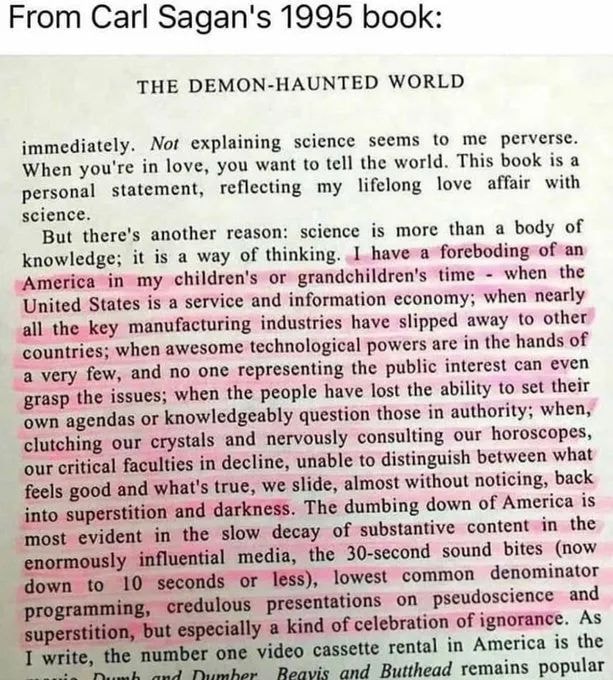 From Carl Sagan's 1995 book:
THE DEMON-HAUNTED WORLD
immediately. Not explaining science seems to me perverse.
When you're in love, you want to tell the world. This book is a
personal statement, reflecting my lifelong love affair with
science.
But there's another reason: science is more than a body of
knowledge; it is a way of thinking. I have a foreboding of an
America in my children's or grandchildren's time - when the
United States is a service and information economy; when nearly
all the key manufacturing industries have slipped away to other
countries; when awesome technological powers are in the hands of
a very few, and no one representing the public interest can even
grasp the issues; when the people have lost the ability to set their
own agendas or knowledgeably question those in authority; when,
clutching our crystals and nervously consulting our horoscopes,
our critical faculties in decline, unable to distinguish between what
feels good and what's true, we slide, almost without noticing, back
into superstition and darkness. The dumbing down of America is
most evident in the slow decay of substantive content in the
enormously influential media, the 30-second sound bites (now
down to 10 seconds or less), lowest common denominator
programming, credulous presentations on pseudoscience and
superstition, but especially a kind of celebration of ignorance. As
I write, the number one video cassette rental in America is the
movie Dumb and Dumber. Beavis and Butthead remains popular